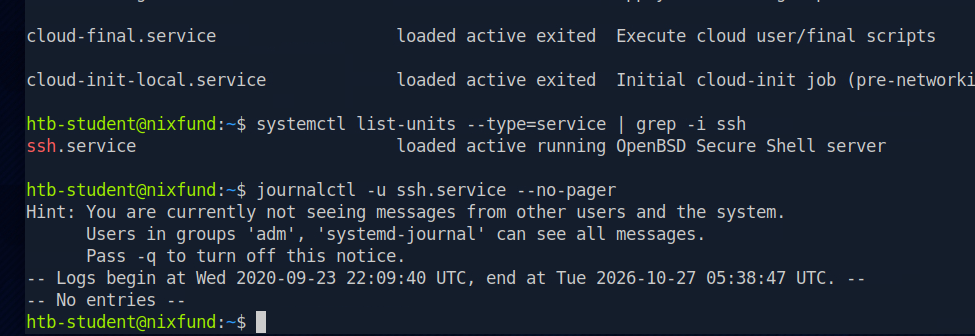 cloud-final.service loaded active exited Execute cloud user/final scripts
cloud-init-local.service loaded active exited Initial cloud-init job (pre-networki
htb-student@nixfund:~$ systemctl list-units --type=service | grep -i ssh
ssh.service loaded active running OpenBSD Secure Shell server
htb-student@nixfund:~$ journalctl -u ssh.service --no-pager
Hint: You are currently not seeing messages from other users and the system.
Users in groups 'adm', 'systemd-journal' can see all messages.
Pass -q to turn off this notice.
-- Logs begin at Wed 2020-09-23 22:09:40 UTC, end at Tue 2026-10-27 05:38:47 UTC. --
-- No entries --
htb-student@nixfund:~$